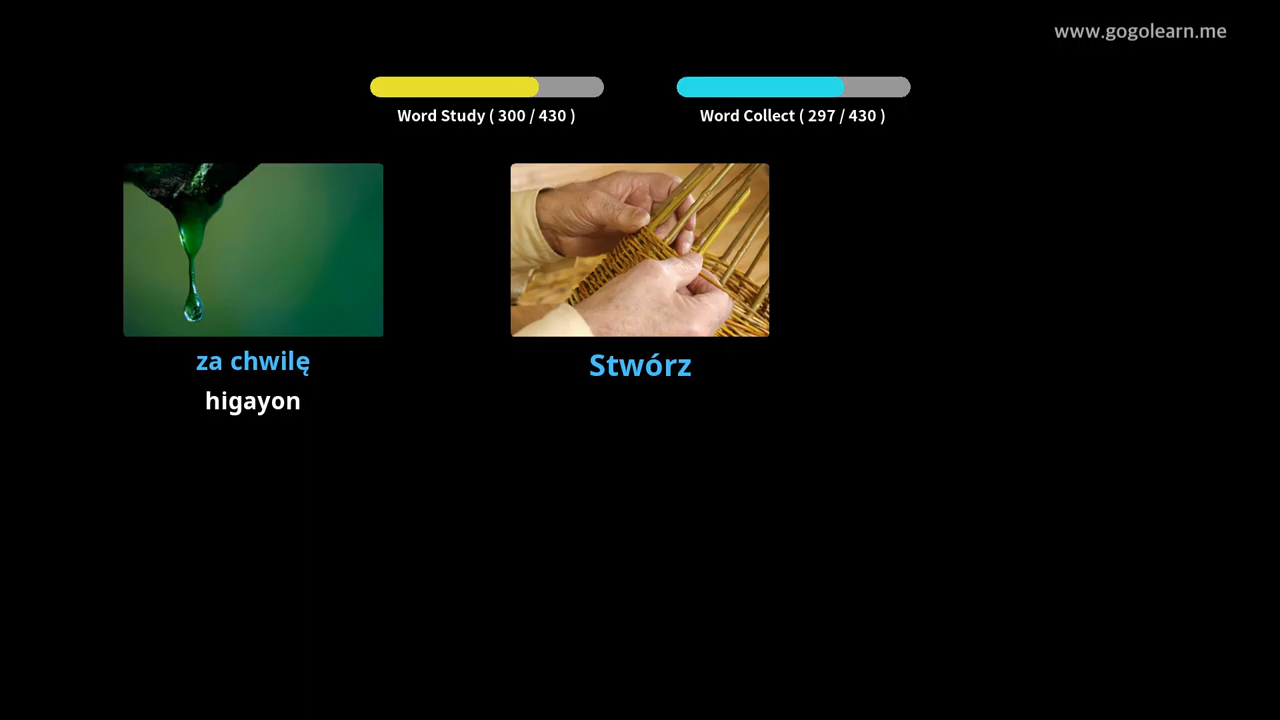 www.gogolearn.me
Word Study ( 300 / 430 )
Word Collect ( 297 / 430 )
za chwilę
higayon
Stwórz